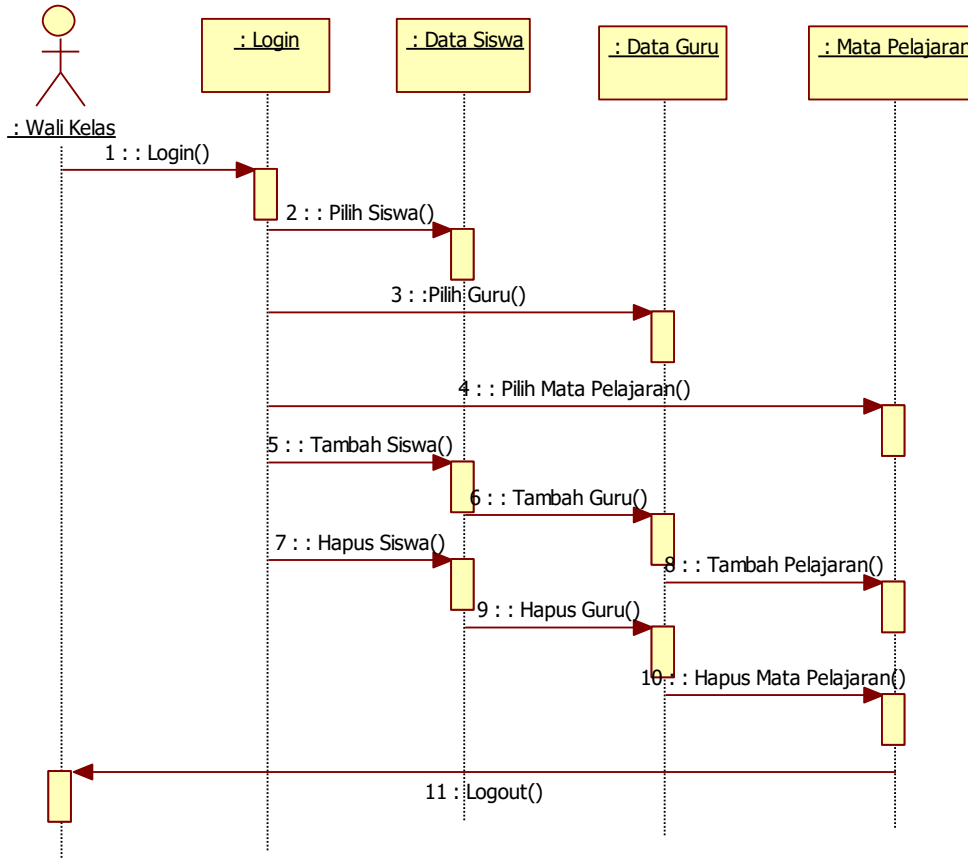 : Login
: Data Siswa
: Data Guru
: Mata Pelajaran
: Wali Kelas
1 : : Login()
2 : : Pilih Siswa()
3 : :Pilih Guru()
4 : : Pilih Mata Pelajaran()
5 : : Tambah Siswa()
6 : : Tambah Guru()
7 : : Hapus Siswa()
8 : : Tambah Pelajaran()
9 : : Hapus Guru()
10 : : Hapus Mata Pelajaran()
11 : Logout()